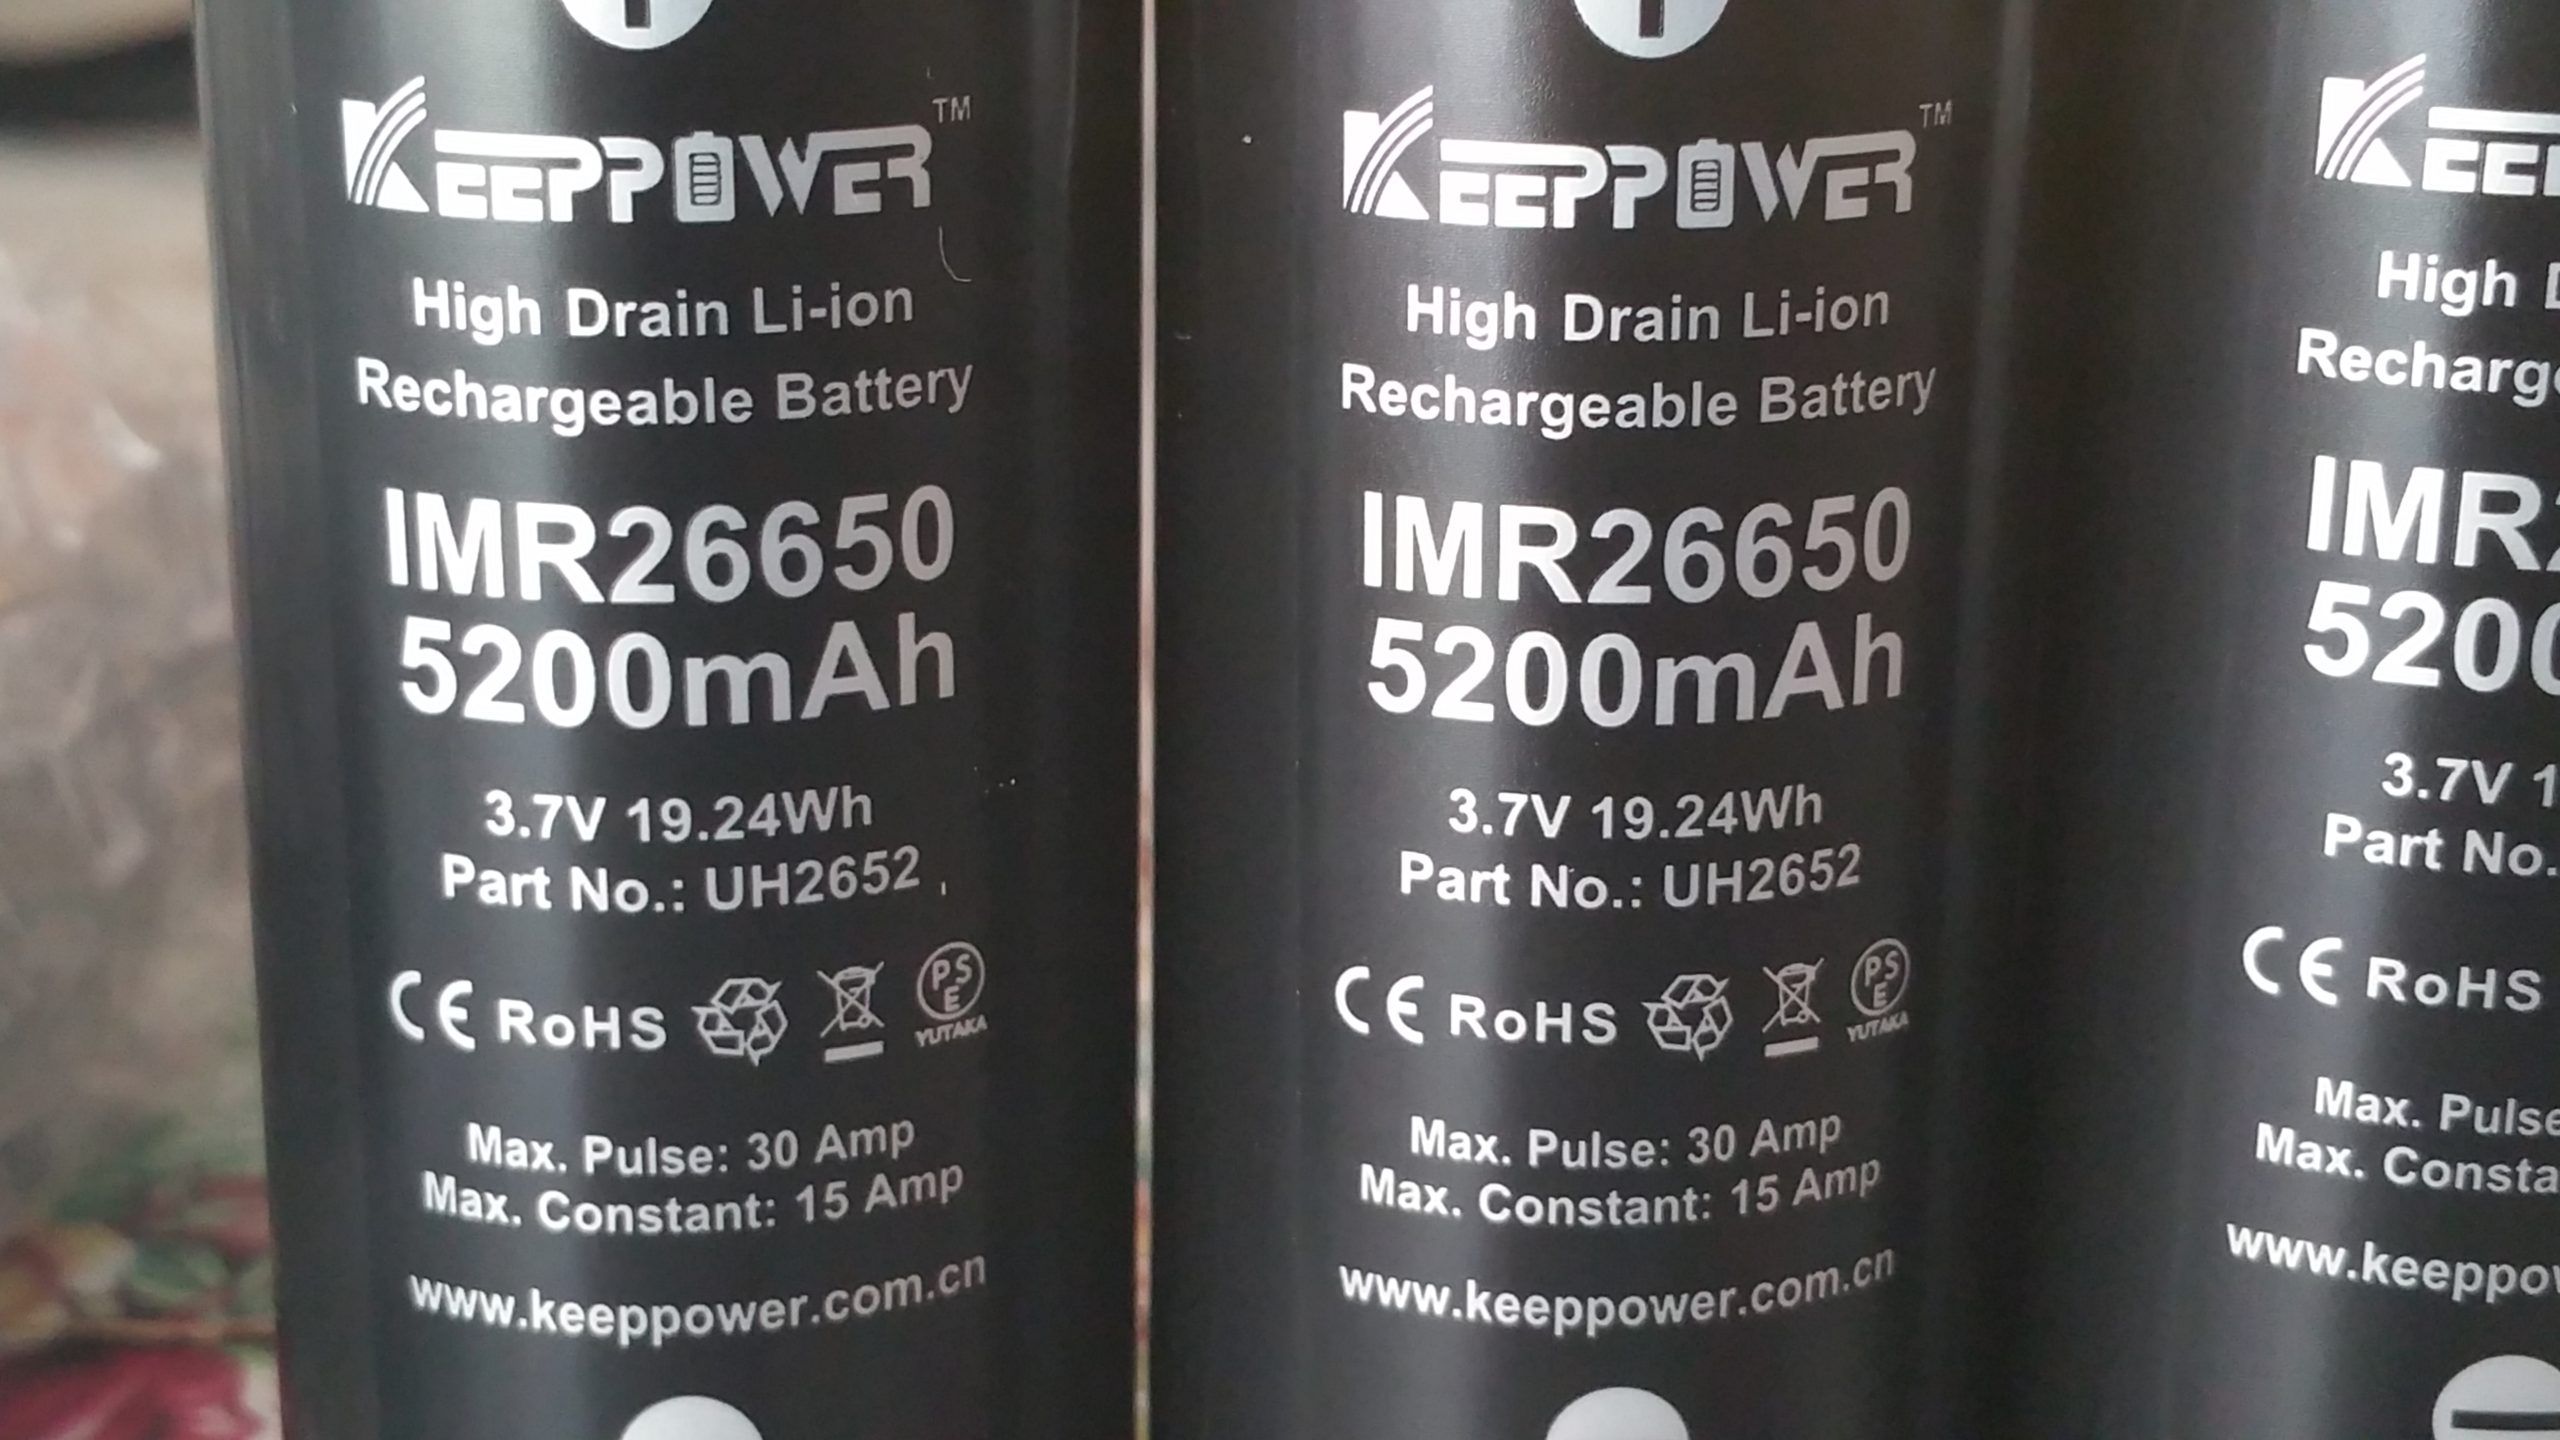 KEEPPOWER™
High Drain Li-ion
Rechargeable Battery
IMR26650
5200mAh
3.7V 19.24Wh
Part No.: UH2652
CE RoHS PSE
YUTAKA
Max. Pulse: 30 Amp
Max. Constant: 15 Amp
www.keeppower.com.cn
KEEPPOWER™
High Drain Li-ion
Rechargeable Battery
IMR26650
5200mAh
3.7V 19.24Wh
Part No.: UH2652
CE RoHS PSE
YUTAKA
Max. Pulse: 30 Amp
Max. Constant: 15 Amp
www.keeppower.com.cn
High
IMR
520
3.7V
Part No.
CE RoHS
Max. Pulse
Max.